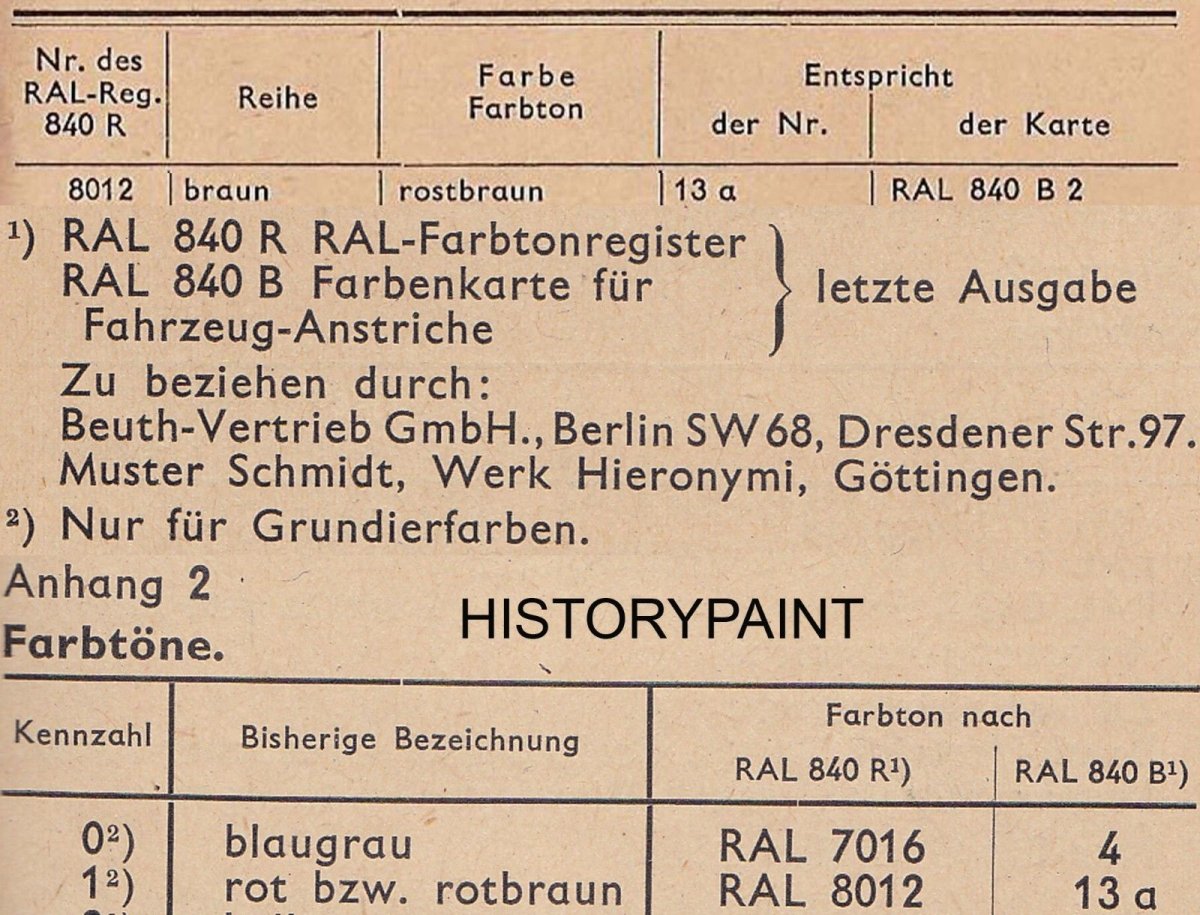 Nr. des RAL-Reg. 840 R
Reihe
Farbe Farbton
Entspricht
der Nr.
der Karte
8012 braun rostbraun 13 a RAL 840 B 2
¹) RAL 840 R RAL-Farbtonregister
RAL 840 B Farbenkarte für
Fahrzeug-Anstriche
} letzte Ausgabe
Zu beziehen durch:
Beuth-Vertrieb GmbH., Berlin SW 68, Dresdener Str. 97.
Muster Schmidt, Werk Hieronymi, Göttingen.
²) Nur für Grundierfarben.
Anhang 2
HISTORYPAINT
Farbtöne.
Kennzahl
Bisherige Bezeichnung
Farbton nach
RAL 840 R¹) RAL 840 B¹)
0²) blaugrau RAL 7016 4
1²) rot bzw. rotbraun RAL 8012 13 a